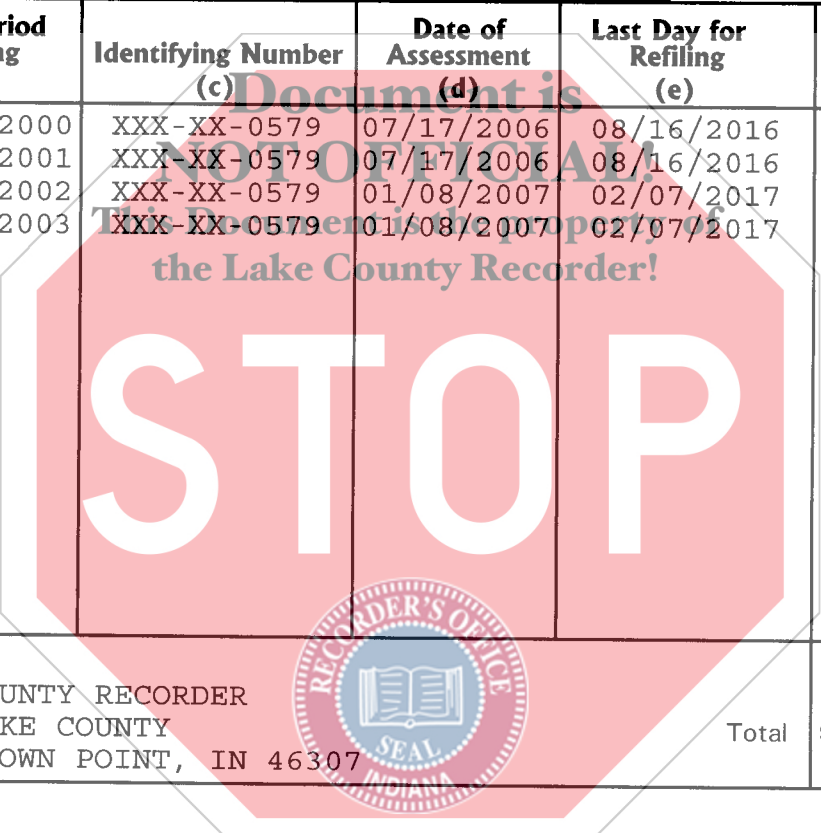 riod
ng
Identifying Number
(c)
Date of
Assessment
(d)
Last Day for
Refiling
(e)
2000 XXX-XX-0579 07/17/2006 08/16/2016
2001 XXX-XX-0579 07/17/2006 08/16/2016
2002 XXX-XX-0579 01/08/2007 02/07/2017
2003 XXX-XX-0579 01/08/2007 02/07/2017
Document is
NOT OFFICIAL!
This Document is the property of
the Lake County Recorder!
STOP
RECORDER'S OFFICE
SEAL
INDIANA
UNTY RECORDER
KE COUNTY
OWN POINT, IN 46307
Total